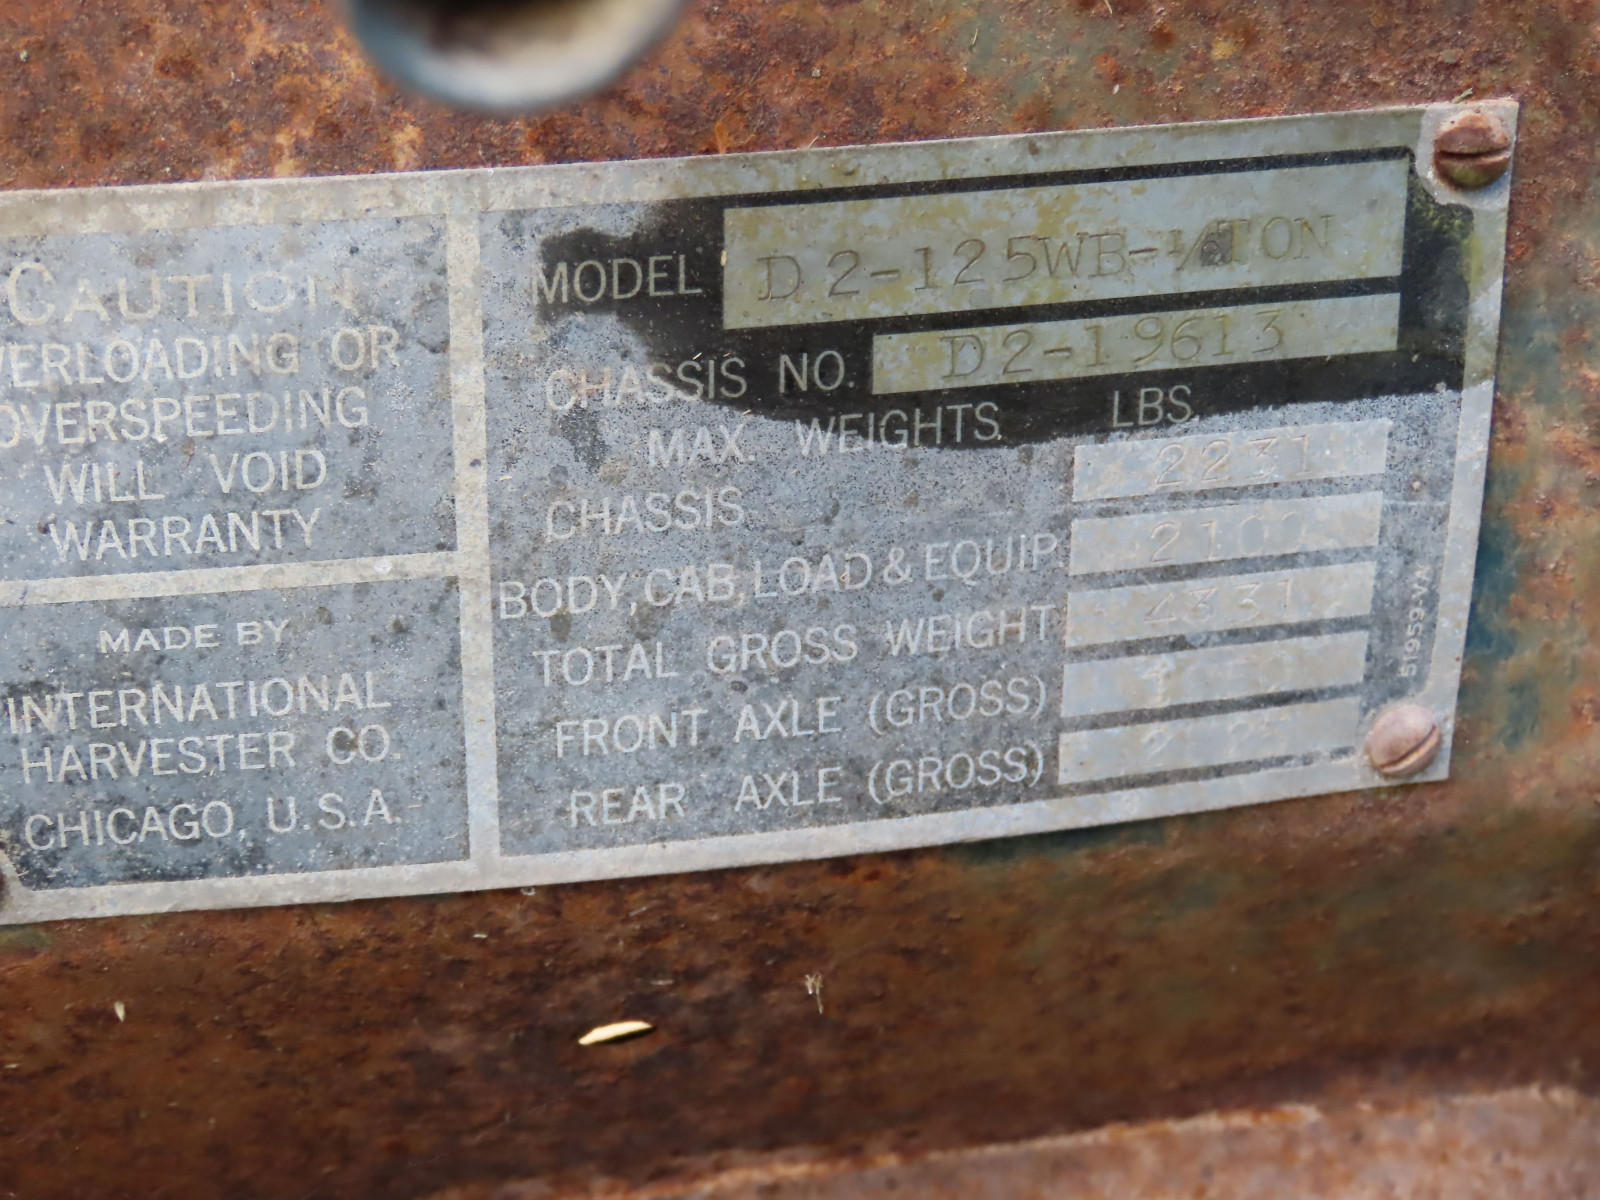 CAUTION
VERLOADING OR
OVERSPEEDING
WILL VOID
WARRANTY
MADE BY
INTERNATIONAL
HARVESTER CO.
CHICAGO, U.S.A.
MODEL D2-125WB-½TON
CHASSIS NO. D2-19613
MAX. WEIGHTS LBS
CHASSIS 2231
BODY, CAB, LOAD & EQUIP. 2100
TOTAL GROSS WEIGHT 4331
FRONT AXLE (GROSS)
REAR AXLE (GROSS)
51959-VA